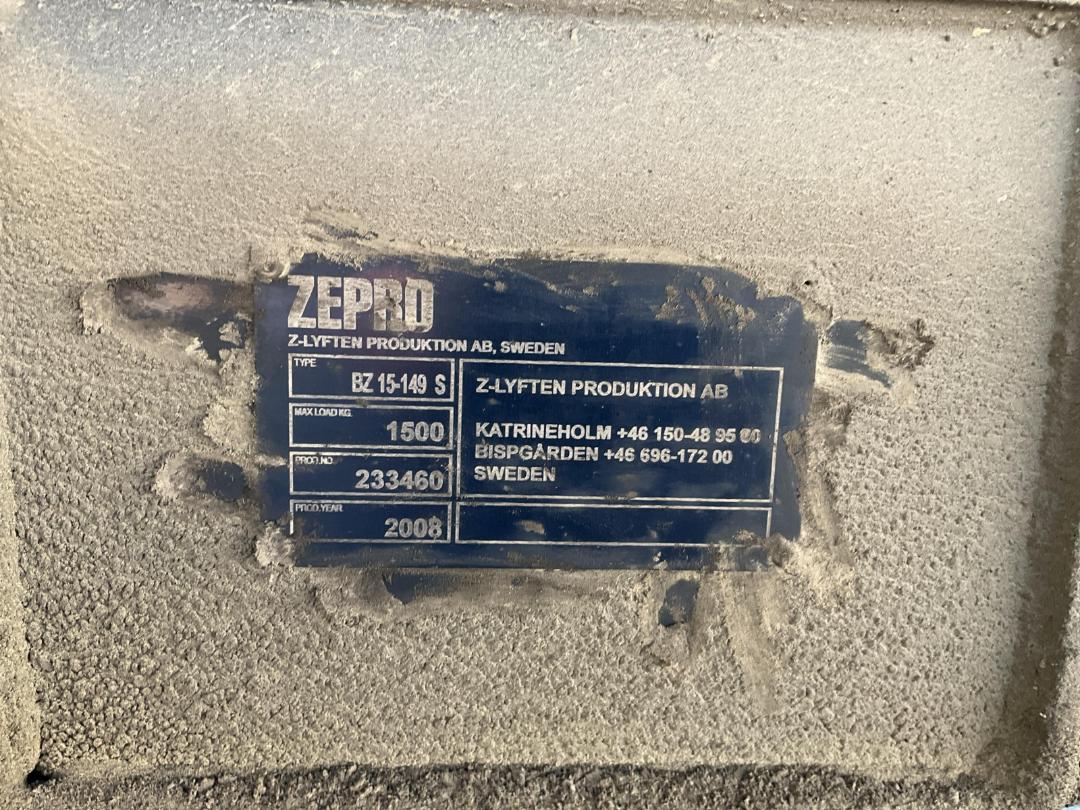 ZEPRO
Z-LYFTEN PRODUKTION AB, SWEDEN
TYPE
BZ 15-149 S
MAX LOAD KG.
1500
PROD.NO.
233460
PROD.YEAR
2008
Z-LYFTEN PRODUKTION AB
KATRINEHOLM +46 150-48 95
BISPGÅRDEN +46 696-172 00
SWEDEN